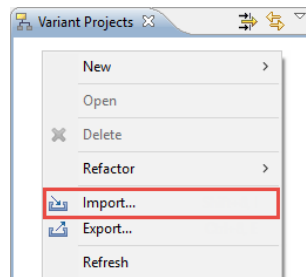 Variant Projects
New
Open
Delete
Refactor
Import...
Export...
Refresh